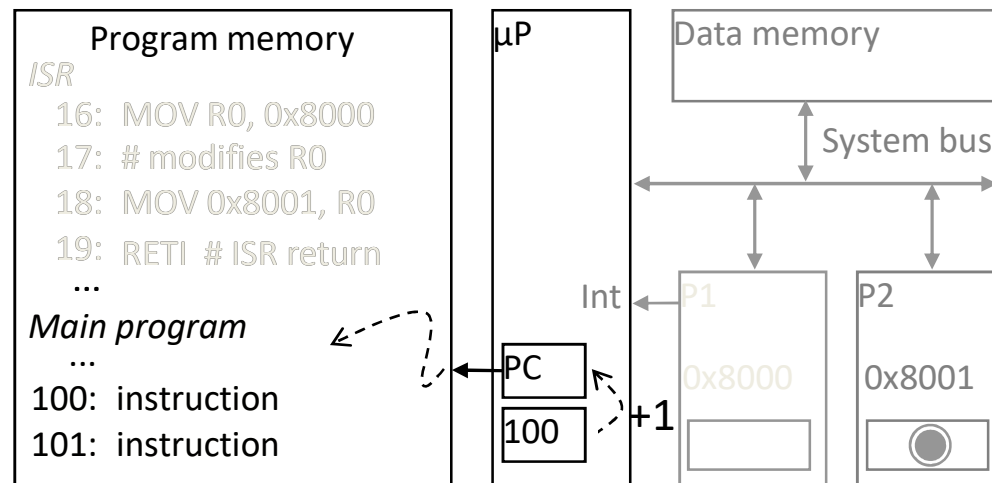 Program memory
ISR
16: MOV R0, 0x8000
17: # modifies R0
18: MOV 0x8001, R0
19: RETI # ISR return
...
Main program
...
100: instruction
101: instruction
μP
Int
PC
100
+1
Data memory
System bus
P1
0x8000
P2
0x8001